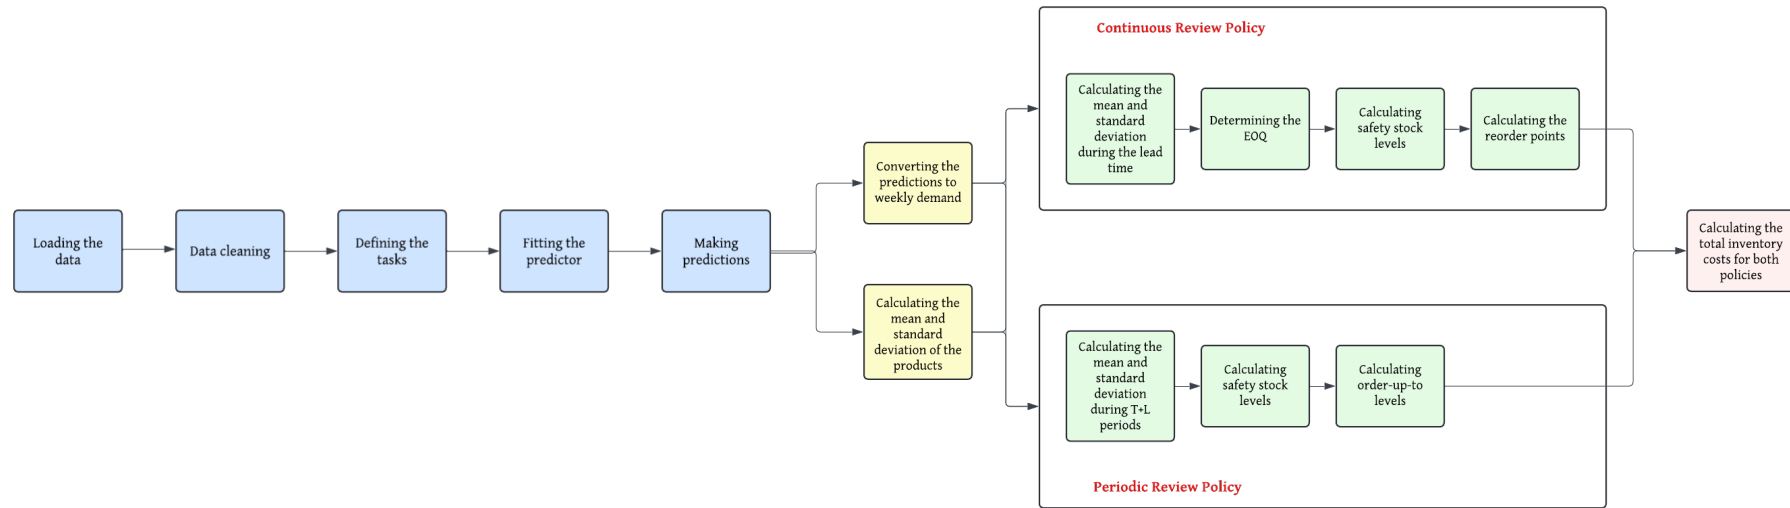 Loading the
data
Data cleaning
Defining the
tasks
Fitting the
predictor
Making
predictions
Converting the
predictions to
weekly demand
Calculating the
mean and
standard
deviation of the
products
Continuous Review Policy
Calculating the
mean and
standard
deviation
during the lead
time
Determining the
EOQ
Calculating
safety stock
levels
Calculating the
reorder points
Calculating the
mean and
standard
deviation
during T+L
periods
Calculating
safety stock
levels
Calculating
order-up-to
levels
Periodic Review Policy
Calculating the
total inventory
costs for both
policies